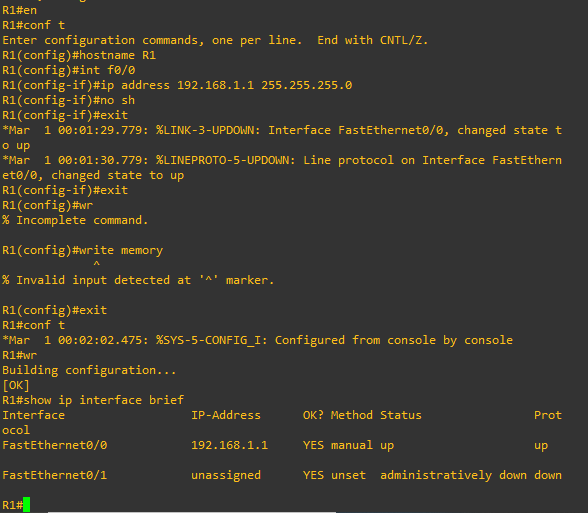 R1#en
R1#conf t
Enter configuration commands, one per line.  End with CNTL/Z.
R1(config)#hostname R1
R1(config)#int f0/0
R1(config-if)#ip address 192.168.1.1 255.255.255.0
R1(config-if)#no sh
R1(config-if)#exit
*Mar  1 00:01:29.779: %LINK-3-UPDOWN: Interface FastEthernet0/0, changed state t
o up
*Mar  1 00:01:30.779: %LINEPROTO-5-UPDOWN: Line protocol on Interface FastEthern
et0/0, changed state to up
R1(config-if)#exit
R1(config)#wr
% Incomplete command.

R1(config)#write memory
             ^
% Invalid input detected at '^' marker.

R1(config)#exit
R1#conf t
*Mar  1 00:02:02.475: %SYS-5-CONFIG_I: Configured from console by console
R1#wr
Building configuration...
[OK]
R1#show ip interface brief
Interface                  IP-Address      OK? Method Status                Prot
ocol
FastEthernet0/0            192.168.1.1     YES manual up                    up

FastEthernet0/1            unassigned      YES unset  administratively down down

R1#